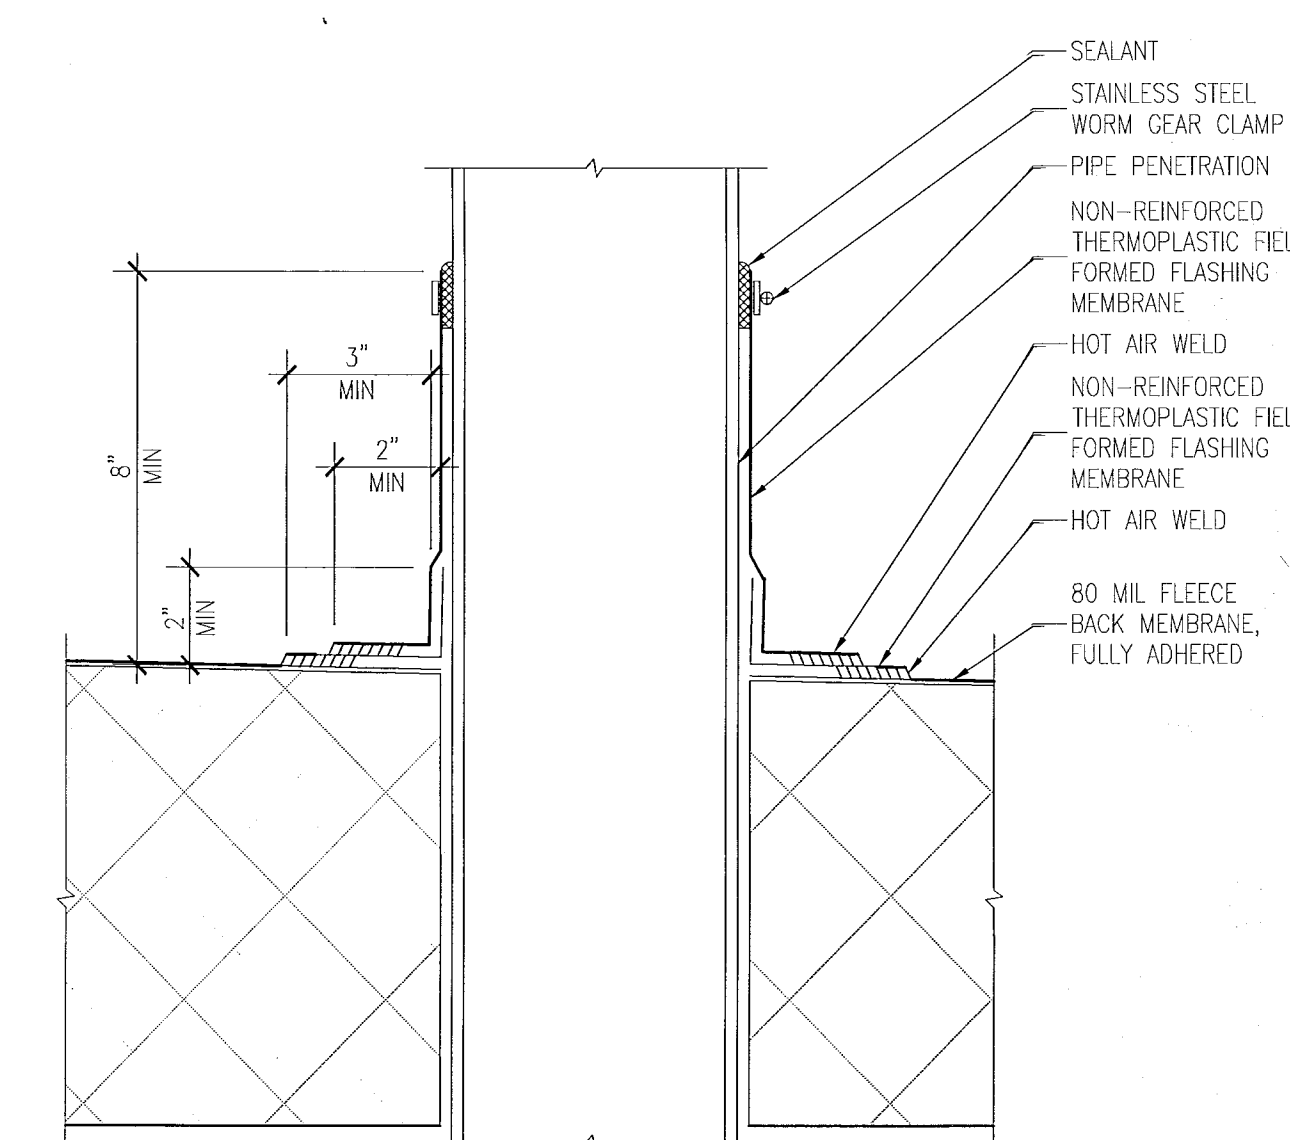 SEALANT
STAINLESS STEEL
WORM GEAR CLAMP
PIPE PENETRATION
NON-REINFORCED
THERMOPLASTIC FIEL
FORMED FLASHING
MEMBRANE
HOT AIR WELD
NON-REINFORCED
THERMOPLASTIC FIEL
FORMED FLASHING
MEMBRANE
HOT AIR WELD
80 MIL FLEECE
BACK MEMBRANE,
FULLY ADHERED
3"
MIN
2"
MIN
8"
MIN
2"
MIN